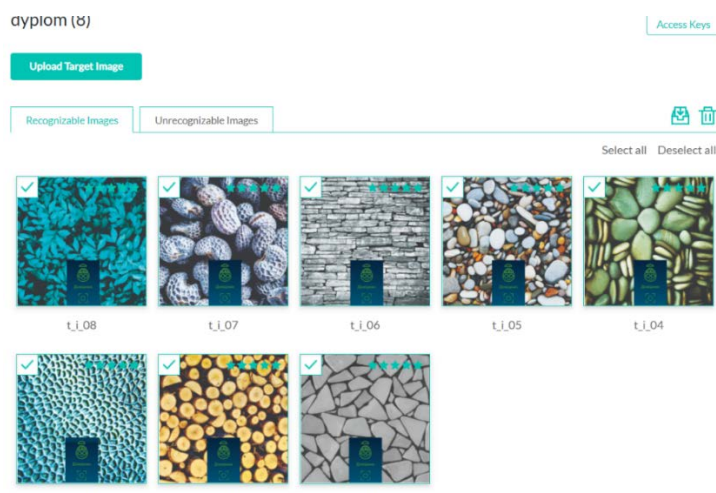 dyplom (8)
Access Keys
Upload Target Image
Recognizable Images
Unrecognizable Images
Select all Deselect all
t_i_08
t_i_07
t_i_06
t_i_05
t_i_04